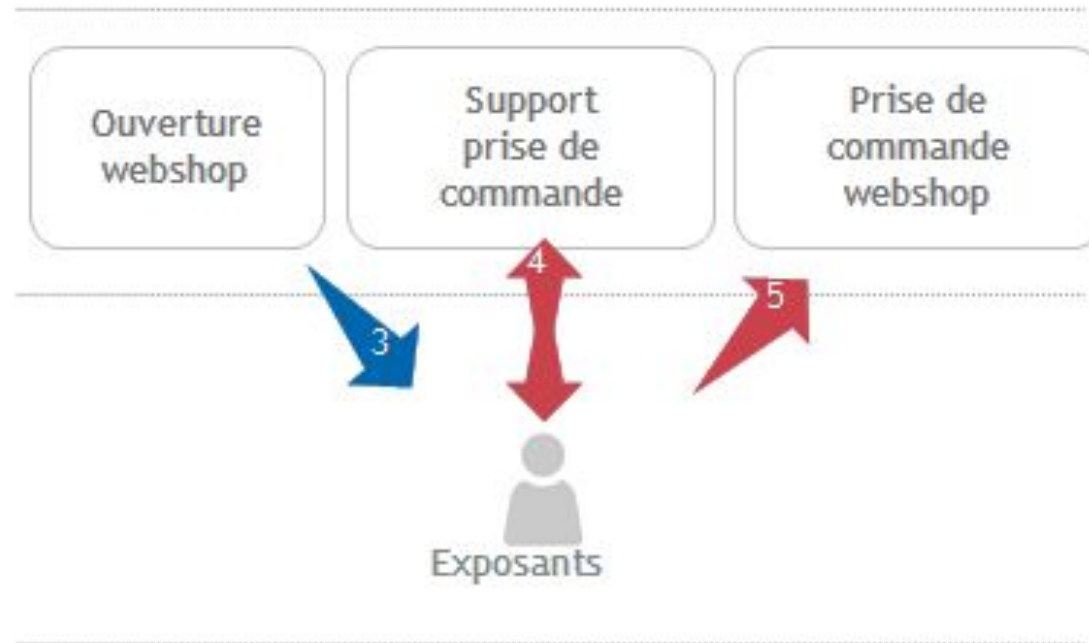 Ouverture
webshop
Support
prise de
commande
Prise de
commande
webshop
4
5
3
Exposants